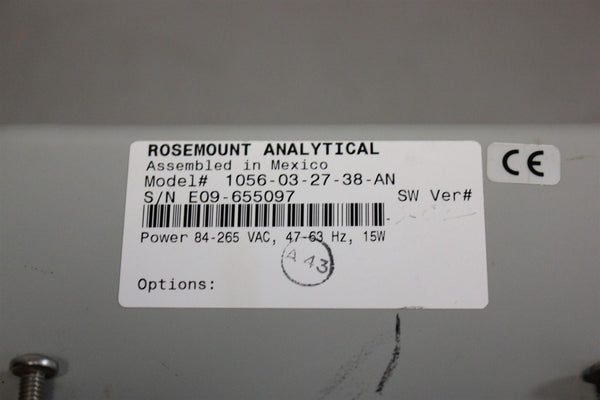 ROSEMOUNT ANALYTICAL
Assembled in Mexico
Model# 1056-03-27-38-AN
S/N E09-655097 SW Ver#
Power 84-265 VAC, 47-63 Hz, 15W
A 43
Options:
CE